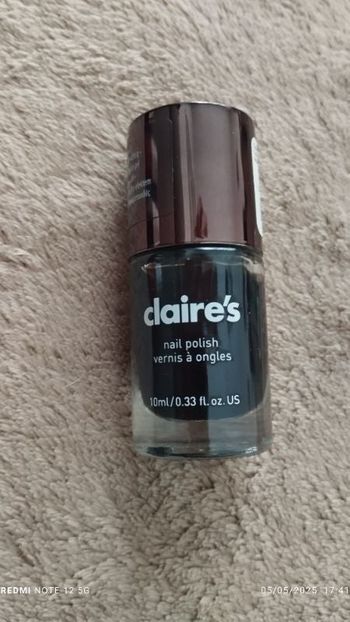 claire's
nail polish
vernis à ongles
10ml/0.33 fl.oz. US
REDMI NOTE 12 5G
05/05/2025 17:41